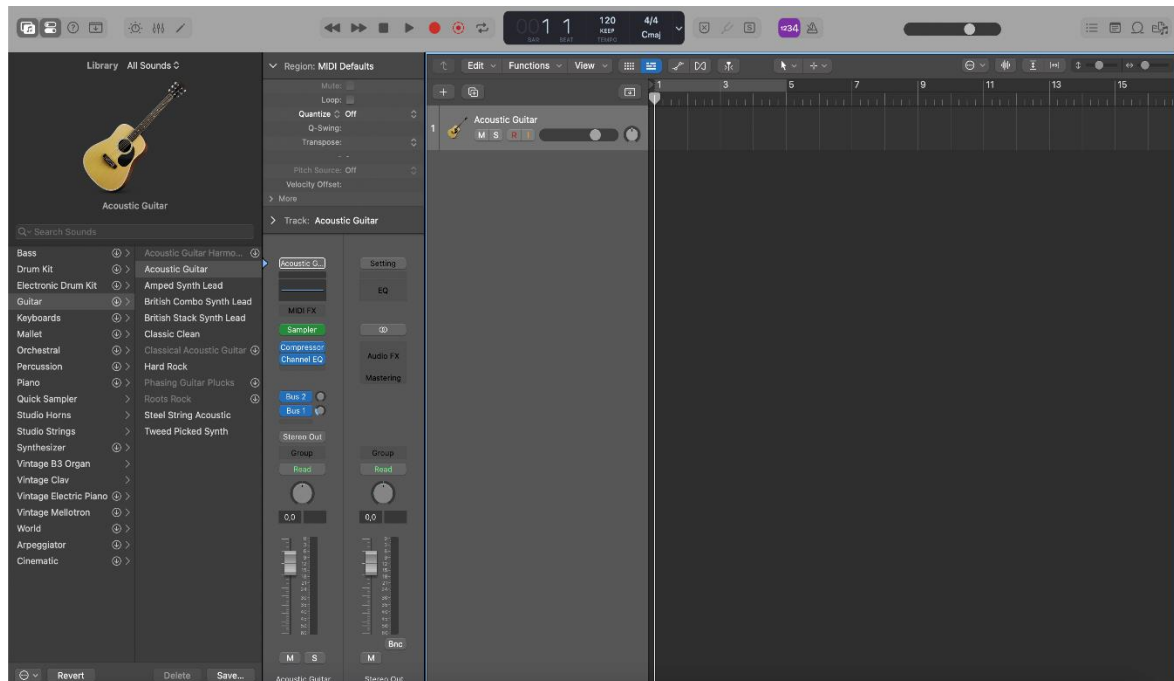 001 1
BAR BEAT
120
KEEP
TEMPO
4/4
Cmaj
S
1234
Library All Sounds
Acoustic Guitar
Search Sounds
Bass
Drum Kit
Electronic Drum Kit
Guitar
Keyboards
Mallet
Orchestral
Percussion
Piano
Quick Sampler
Studio Horns
Studio Strings
Synthesizer
Vintage B3 Organ
Vintage Clav
Vintage Electric Piano
Vintage Mellotron
World
Arpeggiator
Cinematic
Acoustic Guitar Harmo...
Acoustic Guitar
Amped Synth Lead
British Combo Synth Lead
British Stack Synth Lead
Classic Clean
Classical Acoustic Guitar
Hard Rock
Phasing Guitar Plucks
Roots Rock
Steel String Acoustic
Tweed Picked Synth
Revert Delete Save...
Region: MIDI Defaults
Mute:
Loop:
Quantize Off
Q-Swing:
Transpose:
- -
Pitch Source: Off
Velocity Offset:
More
Track: Acoustic Guitar
Acoustic G...
MIDI FX
Sampler
Compressor
Channel EQ
Bus 2
Bus 1
Stereo Out
Group
Read
0,0
M S
Acoustic Guitar
Setting
EQ
Audio FX
Mastering
Group
Read
0,0
Bnc
M
Stereo Out
Edit Functions View
1 3 5 7 9 11 13 15
1
Acoustic Guitar
M S R I